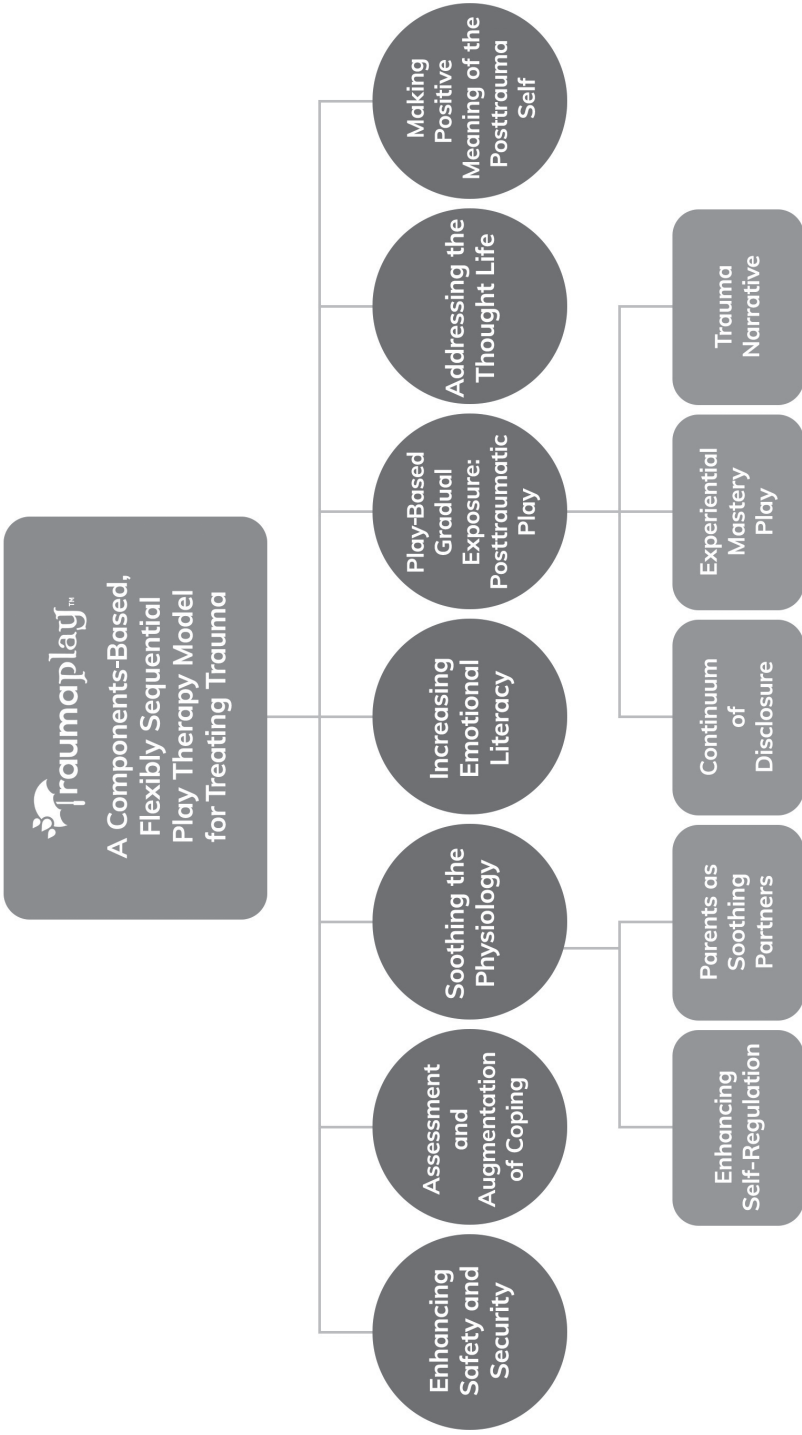 Traumaplay™
A Components-Based,
Flexibly Sequential
Play Therapy Model
for Treating Trauma
Enhancing
Safety and
Security
Assessment
and
Augmentation
of Coping
Soothing the
Physiology
Increasing
Emotional
Literacy
Play-Based
Gradual
Exposure:
Posttraumatic
Play
Addressing the
Thought Life
Making
Positive
Meaning of the
Posttrauma
Self
Enhancing
Self-Regulation
Parents as
Soothing
Partners
Continuum
of
Disclosure
Experiential
Mastery
Play
Trauma
Narrative